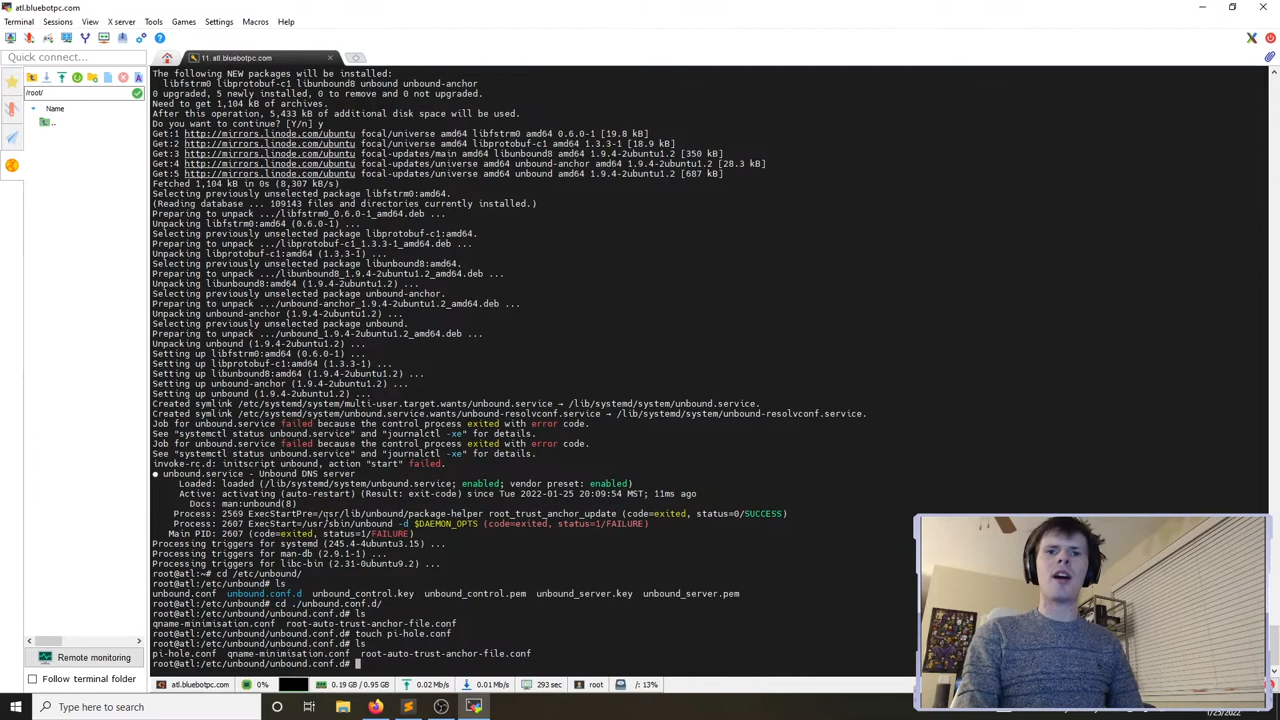 atl.bluebotpc.com
Terminal Sessions View X server Tools Games Settings Macros Help
Quick connect...
11. atl.bluebotpc.com
/root/
Name
..
The following NEW packages will be installed:
libfstrm0 libprotobuf-c1 libunbound8 unbound unbound-anchor
0 upgraded, 5 newly installed, 0 to remove and 0 not upgraded.
Need to get 1,104 kB of archives.
After this operation, 5,433 kB of additional disk space will be used.
Do you want to continue? [Y/n] y
Get:1 http://mirrors.linode.com/ubuntu focal/universe amd64 libfstrm0 amd64 0.6.0-1 [19.8 kB]
Get:2 http://mirrors.linode.com/ubuntu focal/universe amd64 libprotobuf-c1 amd64 1.3.3-1 [18.9 kB]
Get:3 http://mirrors.linode.com/ubuntu focal-updates/main amd64 libunbound8 amd64 1.9.4-2ubuntu1.2 [350 kB]
Get:4 http://mirrors.linode.com/ubuntu focal-updates/universe amd64 unbound-anchor amd64 1.9.4-2ubuntu1.2 [28.3 kB]
Get:5 http://mirrors.linode.com/ubuntu focal-updates/universe amd64 unbound amd64 1.9.4-2ubuntu1.2 [687 kB]
Fetched 1,104 kB in 0s (8,307 kB/s)
Selecting previously unselected package libfstrm0:amd64.
(Reading database ... 109143 files and directories currently installed.)
Preparing to unpack .../libfstrm0_0.6.0-1_amd64.deb ...
Unpacking libfstrm0:amd64 (0.6.0-1) ...
Selecting previously unselected package libprotobuf-c1:amd64.
Preparing to unpack .../libprotobuf-c1_1.3.3-1_amd64.deb ...
Unpacking libprotobuf-c1:amd64 (1.3.3-1) ...
Selecting previously unselected package libunbound8:amd64.
Preparing to unpack .../libunbound8_1.9.4-2ubuntu1.2_amd64.deb ...
Unpacking libunbound8:amd64 (1.9.4-2ubuntu1.2) ...
Selecting previously unselected package unbound-anchor.
Preparing to unpack .../unbound-anchor_1.9.4-2ubuntu1.2_amd64.deb ...
Unpacking unbound-anchor (1.9.4-2ubuntu1.2) ...
Selecting previously unselected package unbound.
Preparing to unpack .../unbound_1.9.4-2ubuntu1.2_amd64.deb ...
Unpacking unbound (1.9.4-2ubuntu1.2) ...
Setting up libfstrm0:amd64 (0.6.0-1) ...
Setting up libprotobuf-c1:amd64 (1.3.3-1) ...
Setting up libunbound8:amd64 (1.9.4-2ubuntu1.2) ...
Setting up unbound-anchor (1.9.4-2ubuntu1.2) ...
Setting up unbound (1.9.4-2ubuntu1.2) ...
Created symlink /etc/systemd/system/multi-user.target.wants/unbound.service → /lib/systemd/system/unbound.service.
Created symlink /etc/systemd/system/unbound.service.wants/unbound-resolvconf.service → /lib/systemd/system/unbound-resolvconf.service.
Job for unbound.service failed because the control process exited with error code.
See "systemctl status unbound.service" and "journalctl -xe" for details.
Job for unbound.service failed because the control process exited with error code.
See "systemctl status unbound.service" and "journalctl -xe" for details.
invoke-rc.d: initscript unbound, action "start" failed.
● unbound.service - Unbound DNS server
Loaded: loaded (/lib/systemd/system/unbound.service; enabled; vendor preset: enabled)
Active: activating (auto-restart) (Result: exit-code) since Tue 2022-01-25 20:09:54 MST; 11ms ago
Docs: man:unbound(8)
Process: 2569 ExecStartPre=/usr/lib/unbound/package-helper root_trust_anchor_update (code=exited, status=0/SUCCESS)
Process: 2607 ExecStart=/usr/sbin/unbound -d $DAEMON_OPTS (code=exited, status=1/FAILURE)
Main PID: 2607 (code=exited, status=1/FAILURE)
Processing triggers for systemd (245.4-4ubuntu3.15) ...
Processing triggers for man-db (2.9.1-1) ...
Processing triggers for libc-bin (2.31-0ubuntu9.2) ...
root@atl:~# cd /etc/unbound/
root@atl:/etc/unbound# ls
unbound.conf unbound.conf.d unbound_control.key unbound_control.pem unbound_server.key unbound_server.pem
root@atl:/etc/unbound# cd ./unbound.conf.d/
root@atl:/etc/unbound/unbound.conf.d# ls
qname-minimisation.conf root-auto-trust-anchor-file.conf
root@atl:/etc/unbound/unbound.conf.d# touch pi-hole.conf
root@atl:/etc/unbound/unbound.conf.d# ls
pi-hole.conf qname-minimisation.conf root-auto-trust-anchor-file.conf
root@atl:/etc/unbound/unbound.conf.d#
Remote monitoring
Follow terminal folder
atl.bluebotpc.com 0% 0.19 GB / 0.95 GB 0.02 Mb/s 0.01 Mb/s 293 sec root /: 13%
Type here to search
1/25/2022